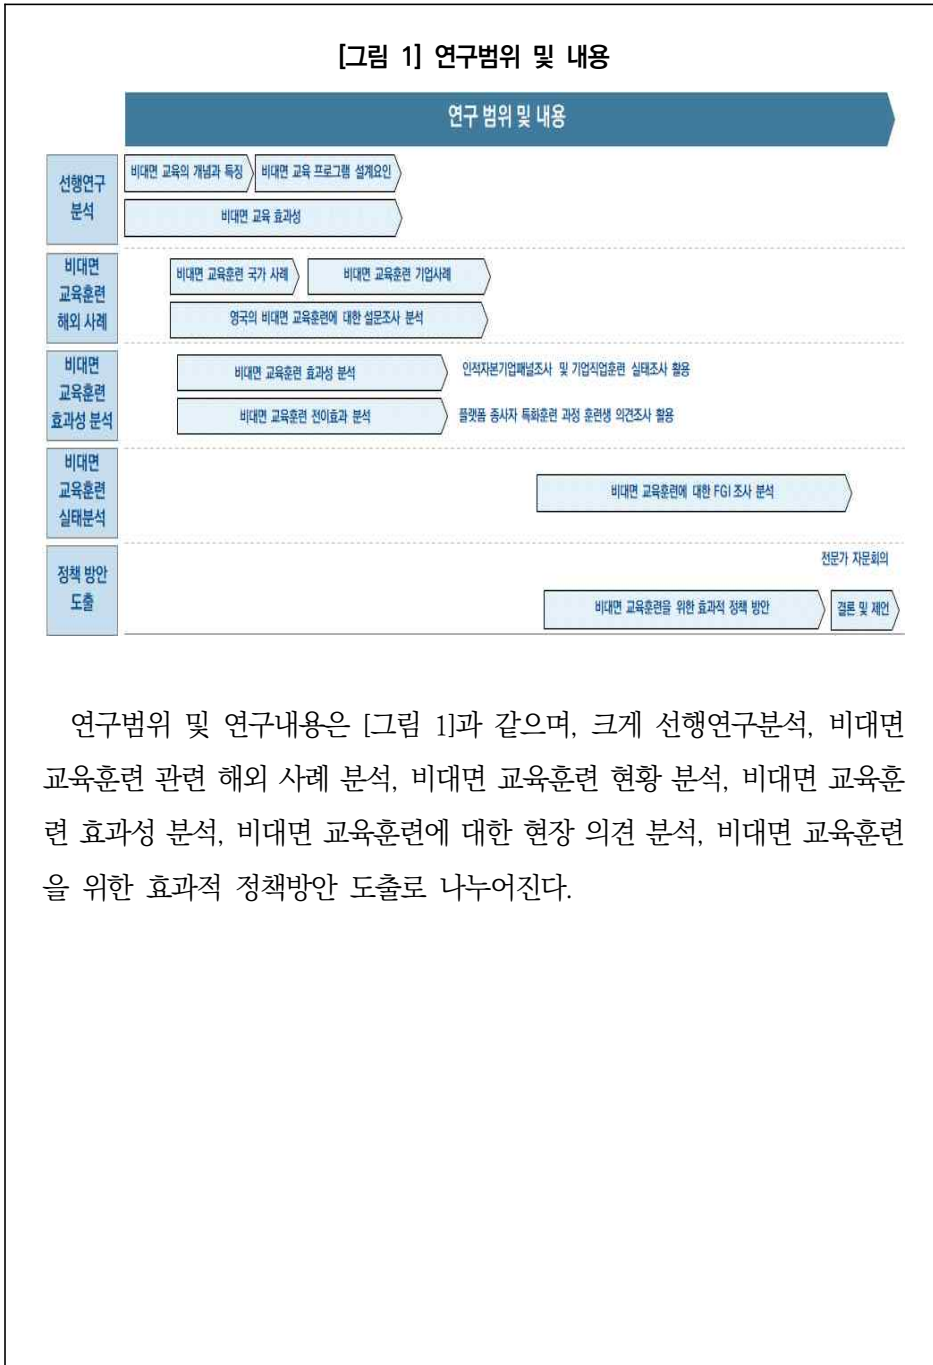 [그림 1] 연구범위 및 내용
연구 범위 및 내용
선행연구
분석
비대면 교육의 개념과 특징
비대면 교육 프로그램 설계요인
비대면 교육 효과성
비대면
교육훈련
해외 사례
비대면 교육훈련 국가 사례
비대면 교육훈련 기업사례
영국의 비대면 교육훈련에 대한 설문조사 분석
비대면
교육훈련
효과성 분석
비대면 교육훈련 효과성 분석
인적자본기업패널조사 및 기업직업훈련 실태조사 활용
비대면 교육훈련 전이효과 분석
플랫폼 종사자 특화훈련 과정 훈련생 의견조사 활용
비대면
교육훈련
실태분석
비대면 교육훈련에 대한 FGI 조사 분석
정책 방안
도출
전문가 자문회의
비대면 교육훈련을 위한 효과적 정책 방안
결론 및 제언
연구범위 및 연구내용은 [그림 1]과 같으며, 크게 선행연구분석, 비대면
교육훈련 관련 해외 사례 분석, 비대면 교육훈련 현황 분석, 비대면 교육훈
련 효과성 분석, 비대면 교육훈련에 대한 현장 의견 분석, 비대면 교육훈련
을 위한 효과적 정책방안 도출로 나누어진다.